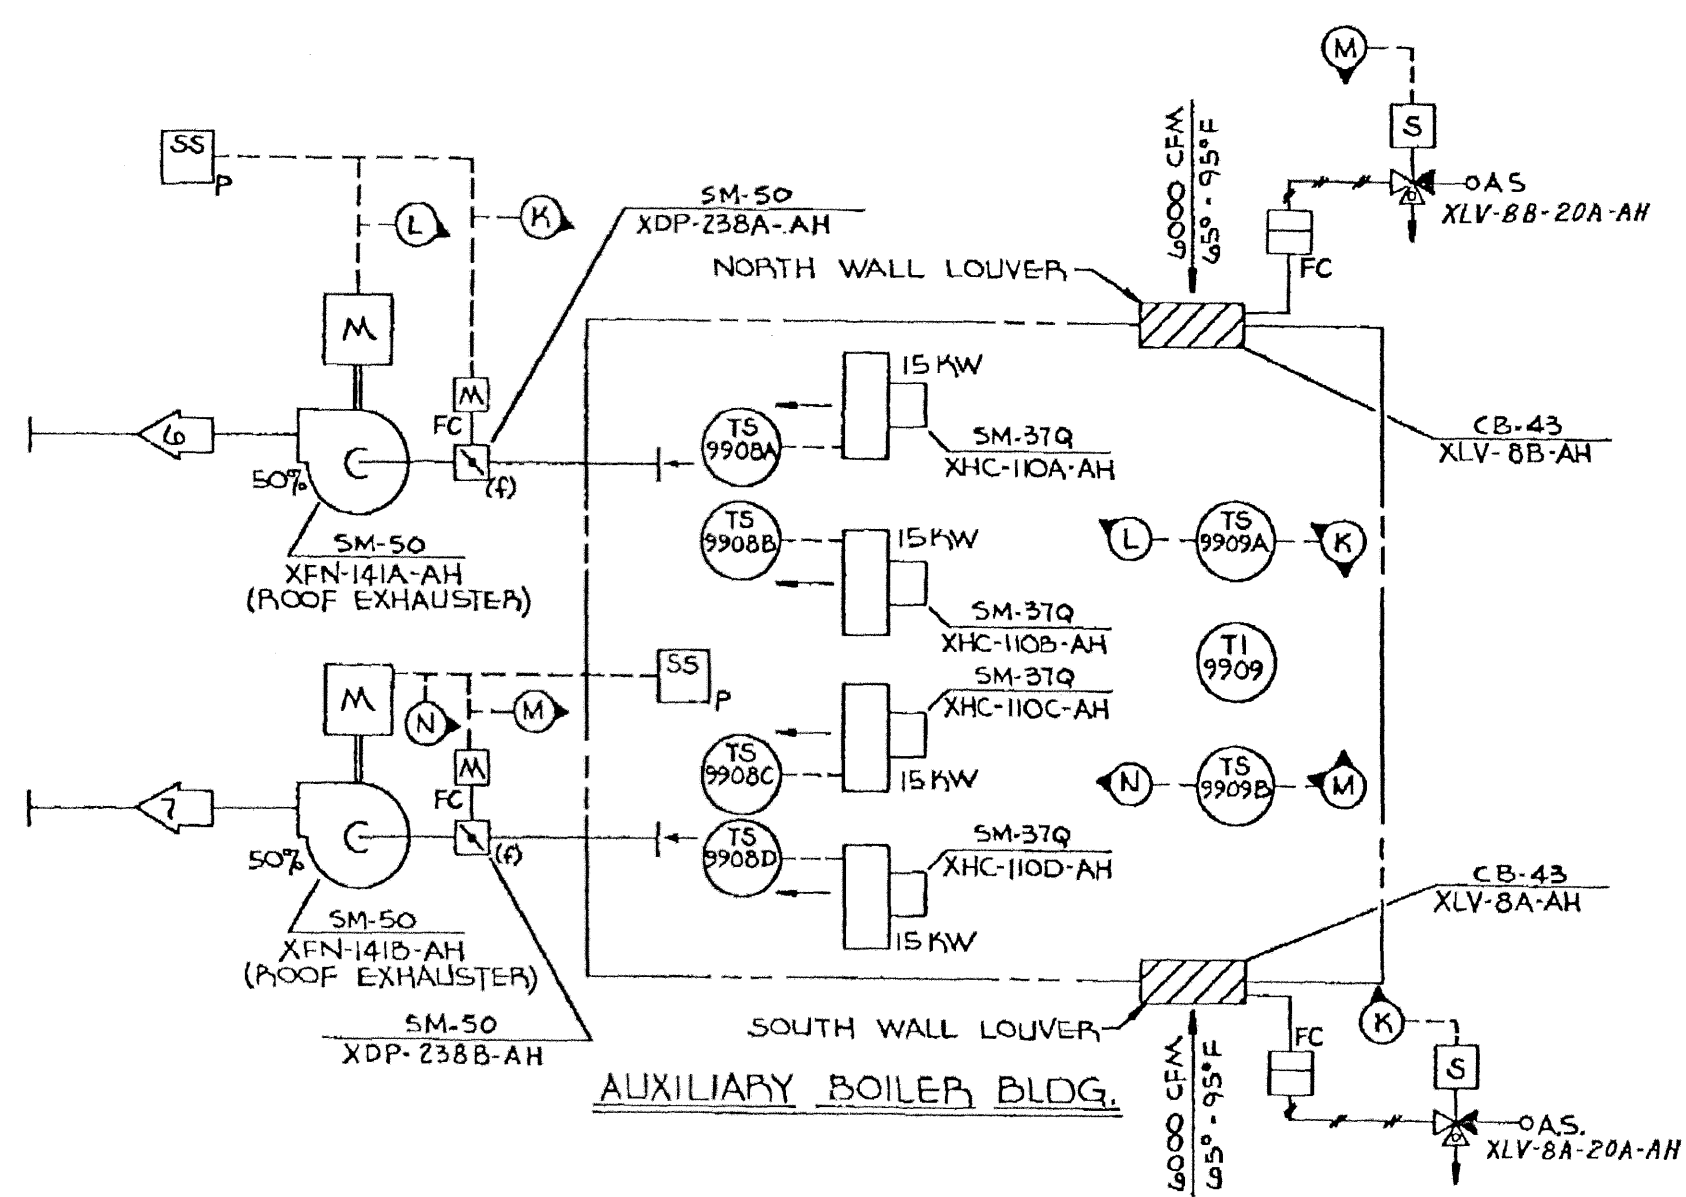 M
S
A.S
XLV-8B-20A-AH
FC
6000 CFM
65° - 95°F
SS
P
L
K
SM-50
XDP-238A-AH
NORTH WALL LOUVER
M
M
FC
(f)
6
C
50%
SM-50
XFN-141A-AH
(ROOF EXHAUSTER)
15 KW
TS
9908A
SM-37Q
XHC-110A-AH
CB-43
XLV-8B-AH
TS
9908B
15 KW
SM-37Q
XHC-110B-AH
L
TS
9909A
K
TI
9909
SS
P
M
N
M
M
FC
(f)
7
C
50%
SM-50
XFN-141B-AH
(ROOF EXHAUSTER)
SM-50
XDP-238B-AH
SM-37Q
XHC-110C-AH
TS
9908C
15 KW
N
TS
9909B
M
TS
9908D
SM-37Q
XHC-110D-AH
15 KW
CB-43
XLV-8A-AH
SOUTH WALL LOUVER
K
FC
S
A.S.
XLV-8A-20A-AH
6000 CFM
65° - 95°F
AUXILIARY BOILER BLDG.